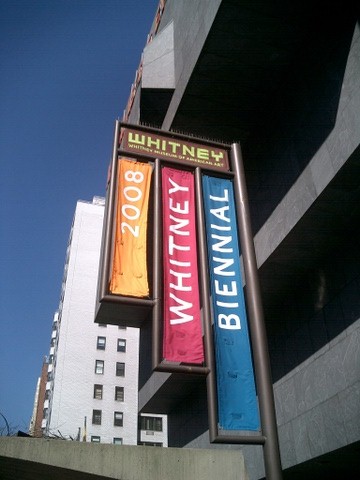 WHITNEY
WHITNEY MUSEUM OF AMERICAN ART
2008
WHITNEY
BIENNIAL